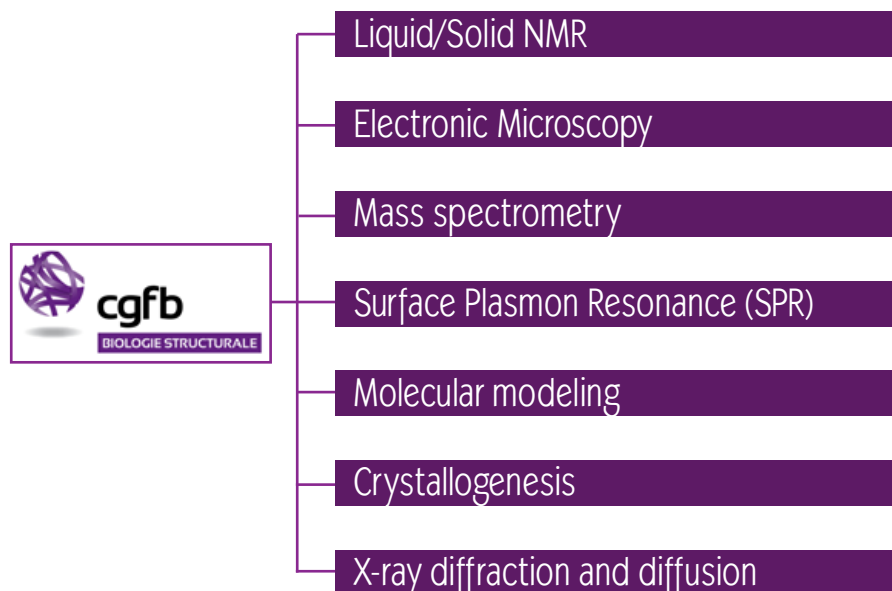 Liquid/Solid NMR
Electronic Microscopy
Mass spectrometry
cgfb
BIOLOGIE STRUCTURALE
Surface Plasmon Resonance (SPR)
Molecular modeling
Crystallogenesis
X-ray diffraction and diffusion